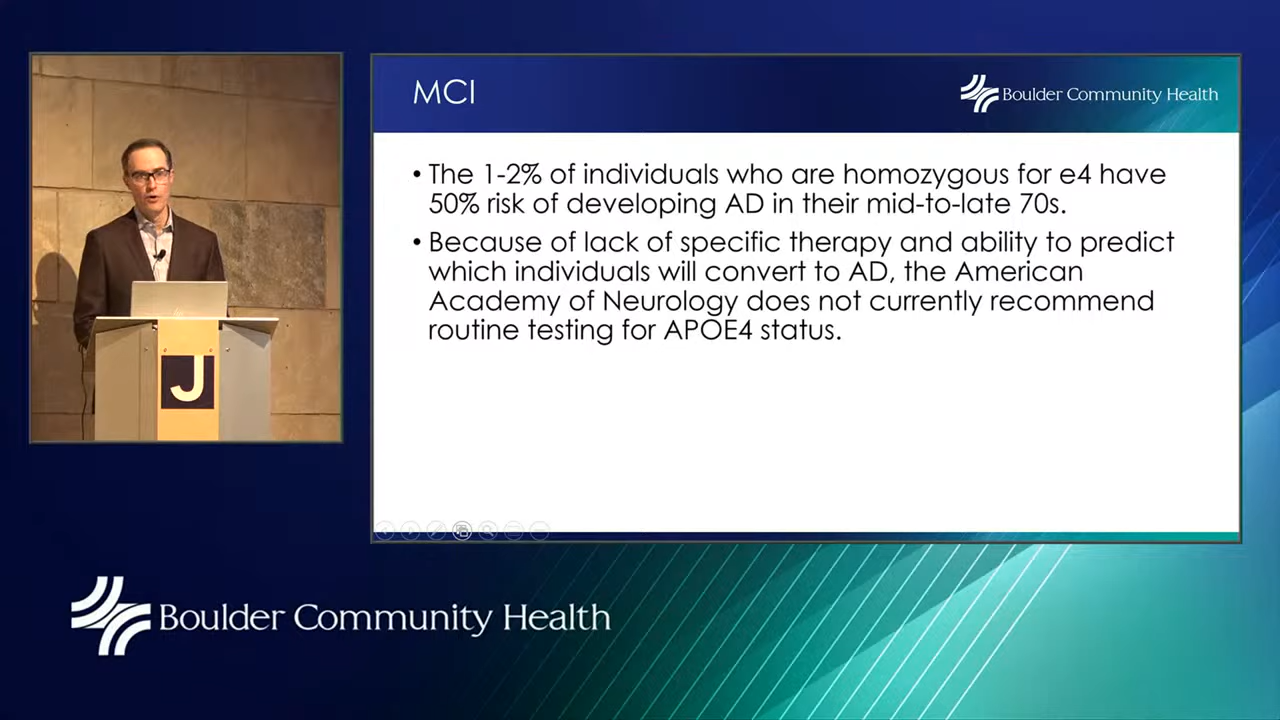 MCI
Boulder Community Health
• The 1-2% of individuals who are homozygous for e4 have
50% risk of developing AD in their mid-to-late 70s.
• Because of lack of specific therapy and ability to predict
which individuals will convert to AD, the American
Academy of Neurology does not currently recommend
routine testing for APOE4 status.
J
Boulder Community Health